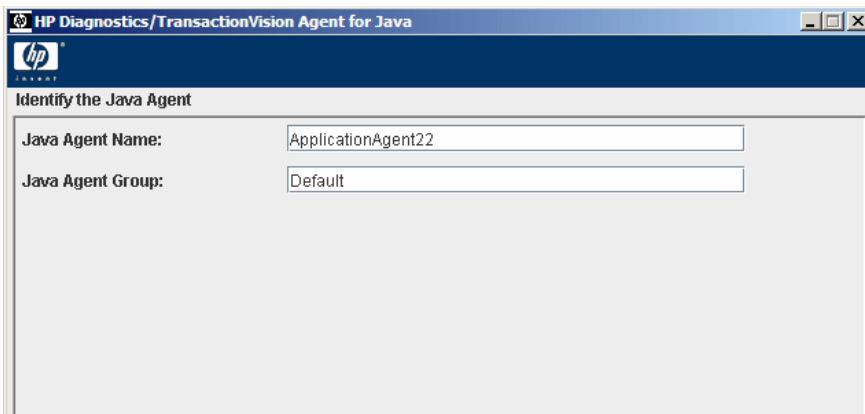 HP Diagnostics/TransactionVision Agent for Java
hp
invent
Identify the Java Agent
Java Agent Name: ApplicationAgent22
Java Agent Group: Default